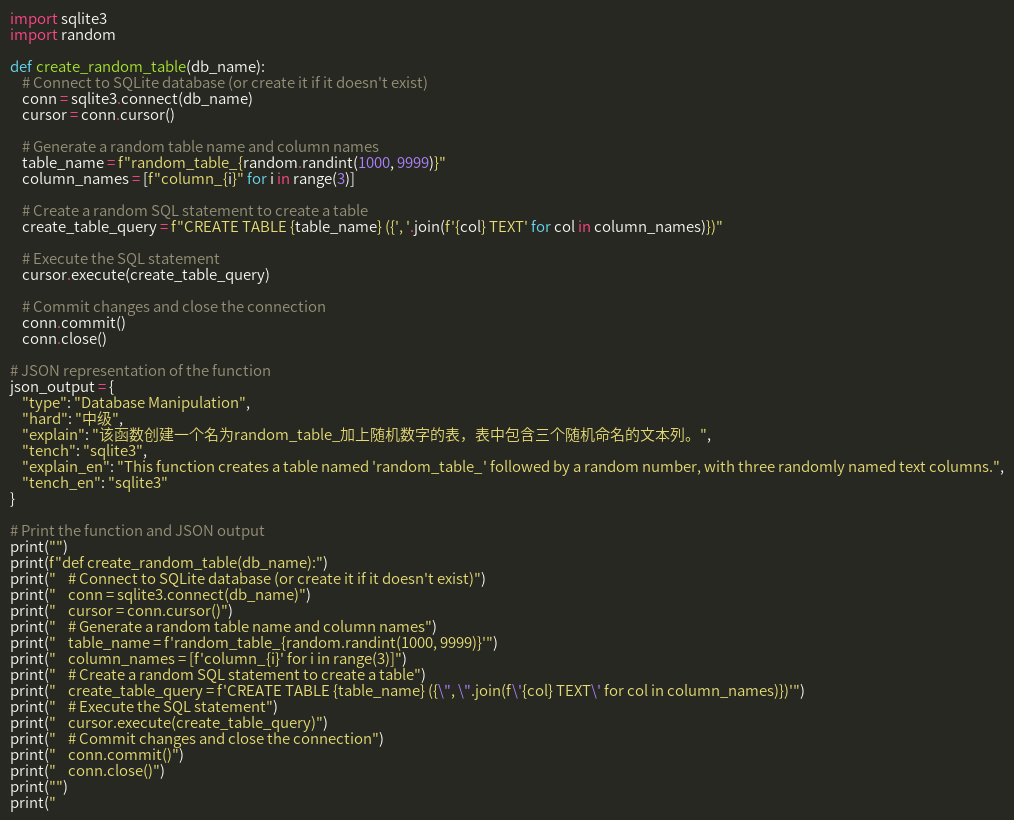 import sqlite3
import random

def create_random_table(db_name):
    # Connect to SQLite database (or create it if it doesn't exist)
    conn = sqlite3.connect(db_name)
    cursor = conn.cursor()

    # Generate a random table name and column names
    table_name = f"random_table_{random.randint(1000, 9999)}"
    column_names = [f"column_{i}" for i in range(3)]

    # Create a random SQL statement to create a table
    create_table_query = f"CREATE TABLE {table_name} ({', '.join(f'{col} TEXT' for col in column_names)})"

    # Execute the SQL statement
    cursor.execute(create_table_query)

    # Commit changes and close the connection
    conn.commit()
    conn.close()

# JSON representation of the function
json_output = {
    "type": "Database Manipulation",
    "hard": "中级",
    "explain": "该函数创建一个名为random_table_加上随机数字的表，表中包含三个随机命名的文本列。",
    "tench": "sqlite3",
    "explain_en": "This function creates a table named 'random_table_' followed by a random number, with three randomly named text columns.",
    "tench_en": "sqlite3"
}

# Print the function and JSON output
print("")
print(f"def create_random_table(db_name):")
print("    # Connect to SQLite database (or create it if it doesn't exist)")
print("    conn = sqlite3.connect(db_name)")
print("    cursor = conn.cursor()")
print("    # Generate a random table name and column names")
print("    table_name = f'random_table_{random.randint(1000, 9999)}'")
print("    column_names = [f'column_{i}' for i in range(3)]")
print("    # Create a random SQL statement to create a table")
print("    create_table_query = f'CREATE TABLE {table_name} ({\", \".join(f\'{col} TEXT\' for col in column_names)})'")
print("    # Execute the SQL statement")
print("    cursor.execute(create_table_query)")
print("    # Commit changes and close the connection")
print("    conn.commit()")
print("    conn.close()")
print("")
print("